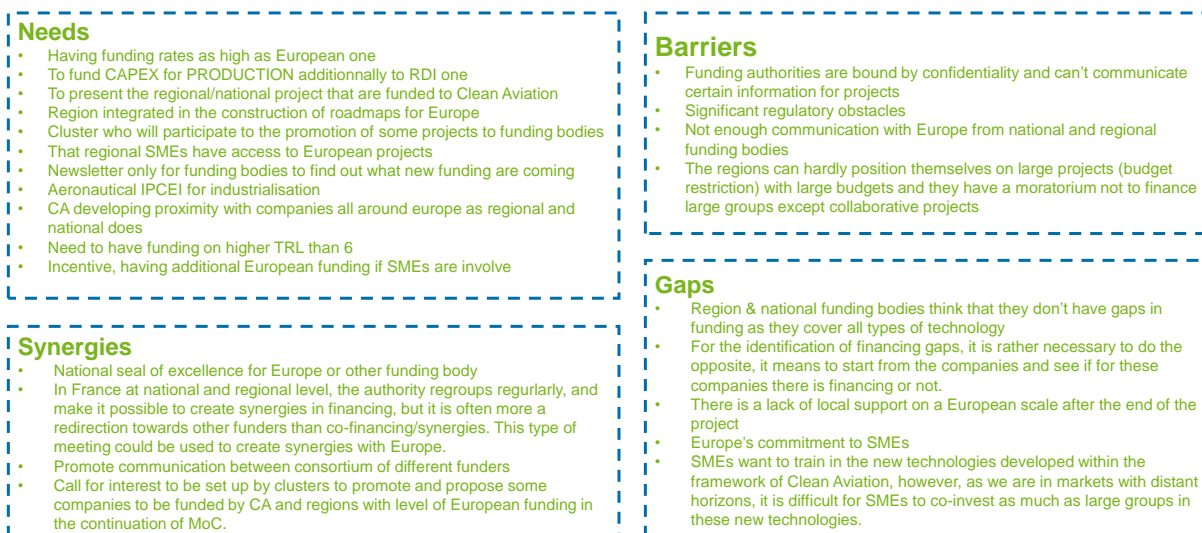 Needs
• Having funding rates as high as European one
• To fund CAPEX for PRODUCTION additionnally to RDI one
• To present the regional/national project that are funded to Clean Aviation
• Region integrated in the construction of roadmaps for Europe
• Cluster who will participate to the promotion of some projects to funding bodies
• That regional SMEs have access to European projects
• Newsletter only for funding bodies to find out what new funding are coming
• Aeronautical IPCEI for industrialisation
• CA developing proximity with companies all around europe as regional and
national does
• Need to have funding on higher TRL than 6
• Incentive, having additional European funding if SMEs are involve
Synergies
• National seal of excellence for Europe or other funding body
• In France at national and regional level, the authority regroups regurlarly, and
make it possible to create synergies in financing, but it is often more a
redirection towards other funders than co-financing/synergies. This type of
meeting could be used to create synergies with Europe.
• Promote communication between consortium of different funders
• Call for interest to be set up by clusters to promote and propose some
companies to be funded by CA and regions with level of European funding in
the continuation of MoC.
Barriers
• Funding authorities are bound by confidentiality and can't communicate
certain information for projects
• Significant regulatory obstacles
• Not enough communication with Europe from national and regional
funding bodies
• The regions can hardly position themselves on large projects (budget
restriction) with large budgets and they have a moratorium not to finance
large groups except collaborative projects
Gaps
• Region & national funding bodies think that they don't have gaps in
funding as they cover all types of technology
• For the identification of financing gaps, it is rather necessary to do the
opposite, it means to start from the companies and see if for these
companies there is financing or not.
• There is a lack of local support on a European scale after the end of the
project
• Europe's commitment to SMEs
• SMEs want to train in the new technologies developed within the
framework of Clean Aviation, however, as we are in markets with distant
horizons, it is difficult for SMEs to co-invest as much as large groups in
these new technologies.